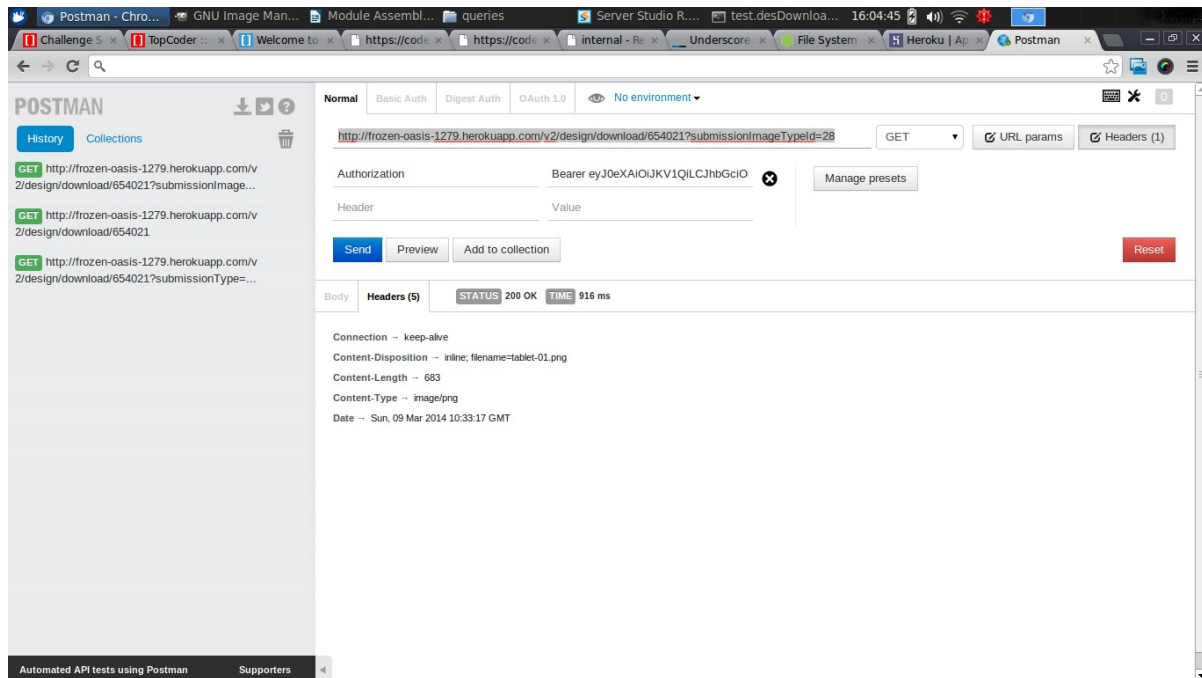 Postman - Chro... GNU Image Man... Module Assembl... queries Server Studio R.... test.desDownloa... 16:04:45
Challenge S TopCoder :: Welcome to https://code https://code internal - Re Underscore. File System Heroku | Ap Postman
POSTMAN
Normal Basic Auth Digest Auth OAuth 1.0 No environment 0
History Collections
http://frozen-oasis-1279.herokuapp.com/v2/design/download/654021?submissionImageTypeId=28 GET URL params Headers (1)
GET http://frozen-oasis-1279.herokuapp.com/v
2/design/download/654021?submissionImage...
GET http://frozen-oasis-1279.herokuapp.com/v
2/design/download/654021
GET http://frozen-oasis-1279.herokuapp.com/v
2/design/download/654021?submissionType=...
Authorization Bearer eyJ0eXAiOiJKV1QiLCJhbGciO Manage presets
Header Value
Send Preview Add to collection Reset
Body Headers (5) STATUS 200 OK TIME 916 ms
Connection → keep-alive
Content-Disposition → inline; filename=tablet-01.png
Content-Length → 683
Content-Type → image/png
Date → Sun, 09 Mar 2014 10:33:17 GMT
Automated API tests using Postman Supporters